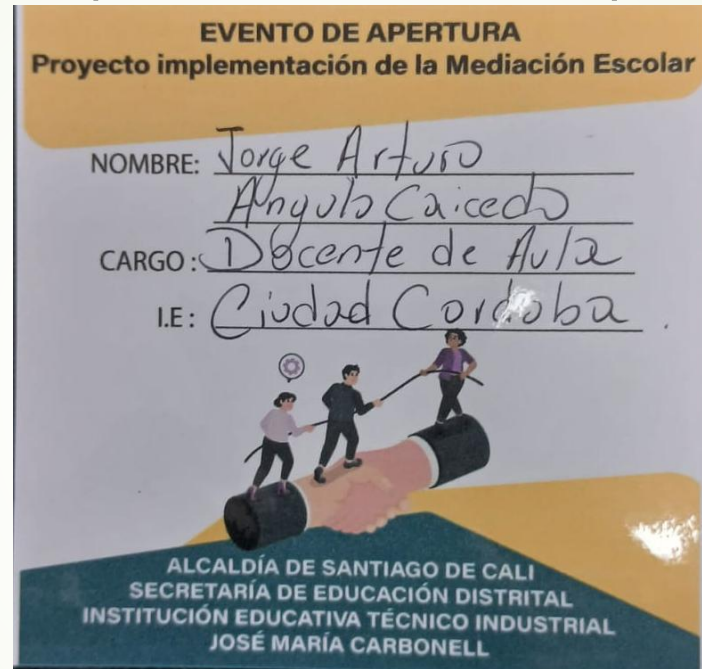 EVENTO DE APERTURA
Proyecto implementación de la Mediación Escolar
NOMBRE: Jorge Arturo
Angulo Caicedo
CARGO: Docente de Aula
I.E: Ciudad Cordoba.
ALCALDÍA DE SANTIAGO DE CALI
SECRETARÍA DE EDUCACIÓN DISTRITAL
INSTITUCIÓN EDUCATIVA TÉCNICO INDUSTRIAL
JOSÉ MARÍA CARBONELL